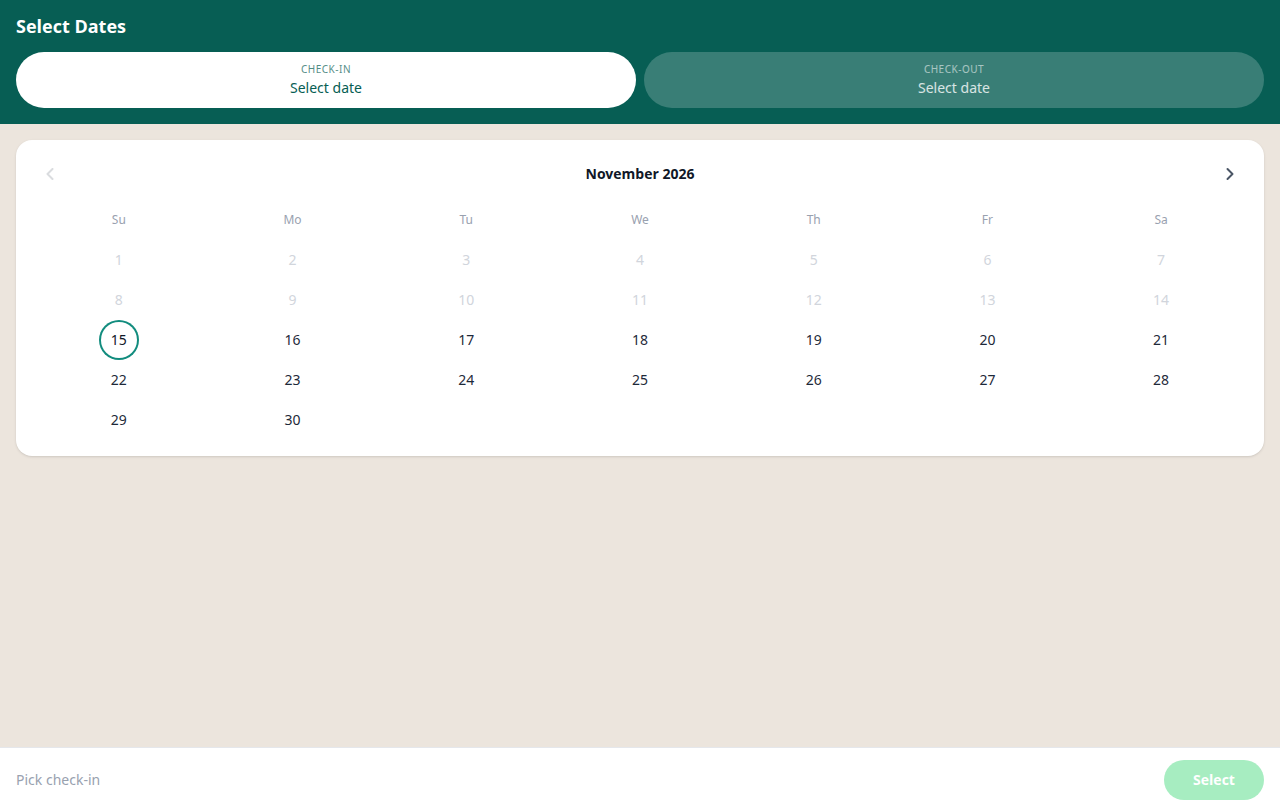 Select Dates
CHECK-IN
Select date
CHECK-OUT
Select date
November 2026
Su Mo Tu We Th Fr Sa
1 2 3 4 5 6 7
8 9 10 11 12 13 14
15 16 17 18 19 20 21
22 23 24 25 26 27 28
29 30
Pick check-in
Select